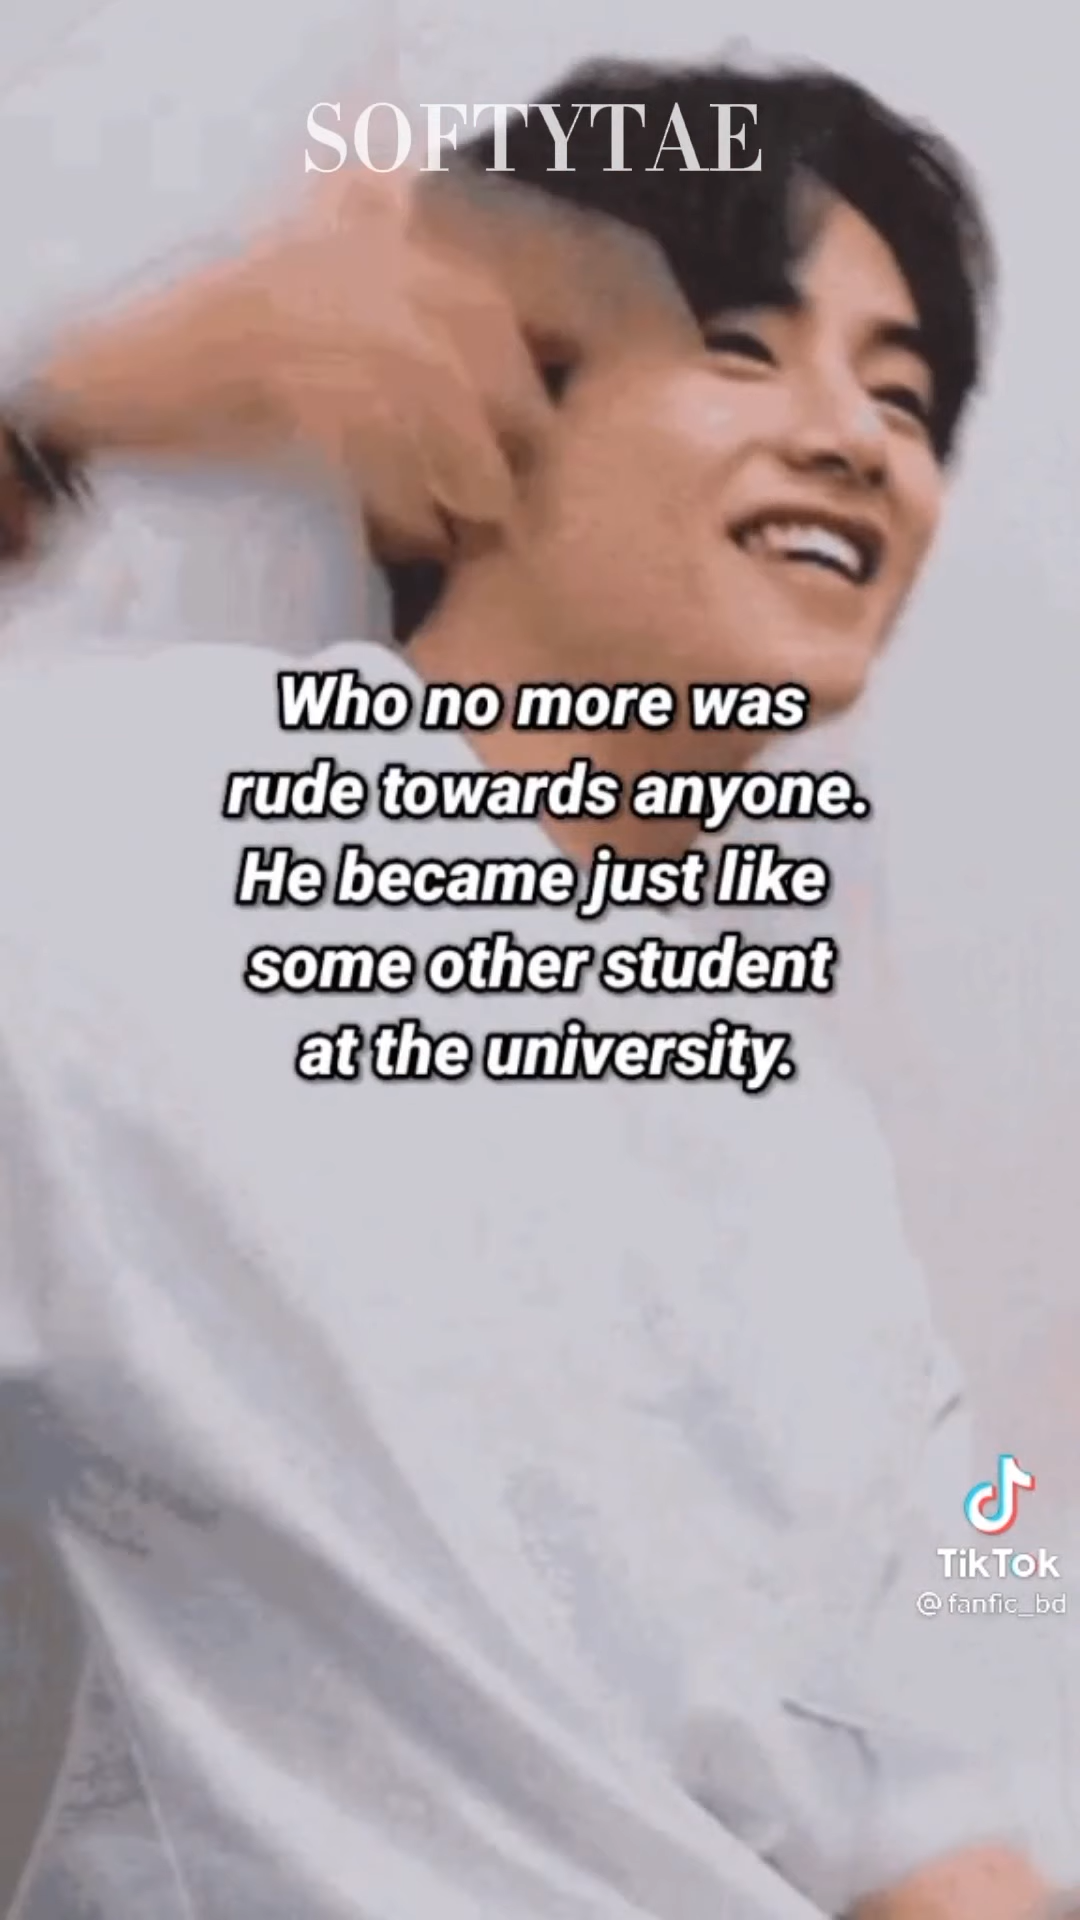 SOFTYTAE
Who no more was
rude towards anyone.
He became just like
some other student
at the university.
TikTok
@fanfic_bd